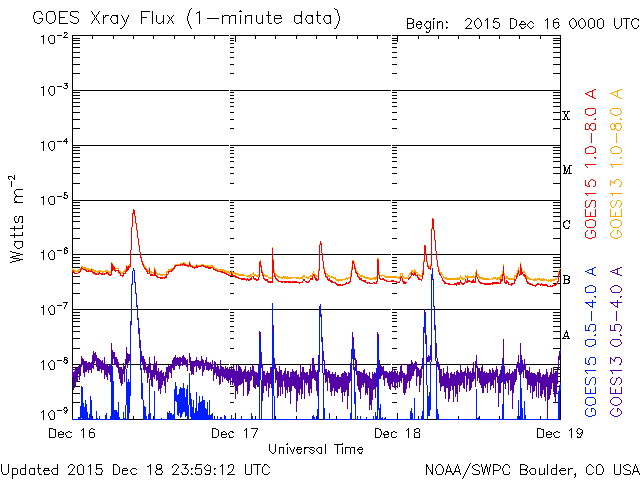 GOES Xray Flux (1-minute data)
Begin: 2015 Dec 16 0000 UTC
10⁻²
10⁻³
10⁻⁴
10⁻⁵
10⁻⁶
10⁻⁷
10⁻⁸
10⁻⁹
Watts m⁻²
X
M
C
B
A
GOES15 1.0-8.0 A
GOES13 1.0-8.0 A
GOES15 0.5-4.0 A
GOES13 0.5-4.0 A
Dec 16
Dec 17
Dec 18
Dec 19
Universal Time
Updated 2015 Dec 18 23:59:12 UTC
NOAA/SWPC Boulder, CO USA